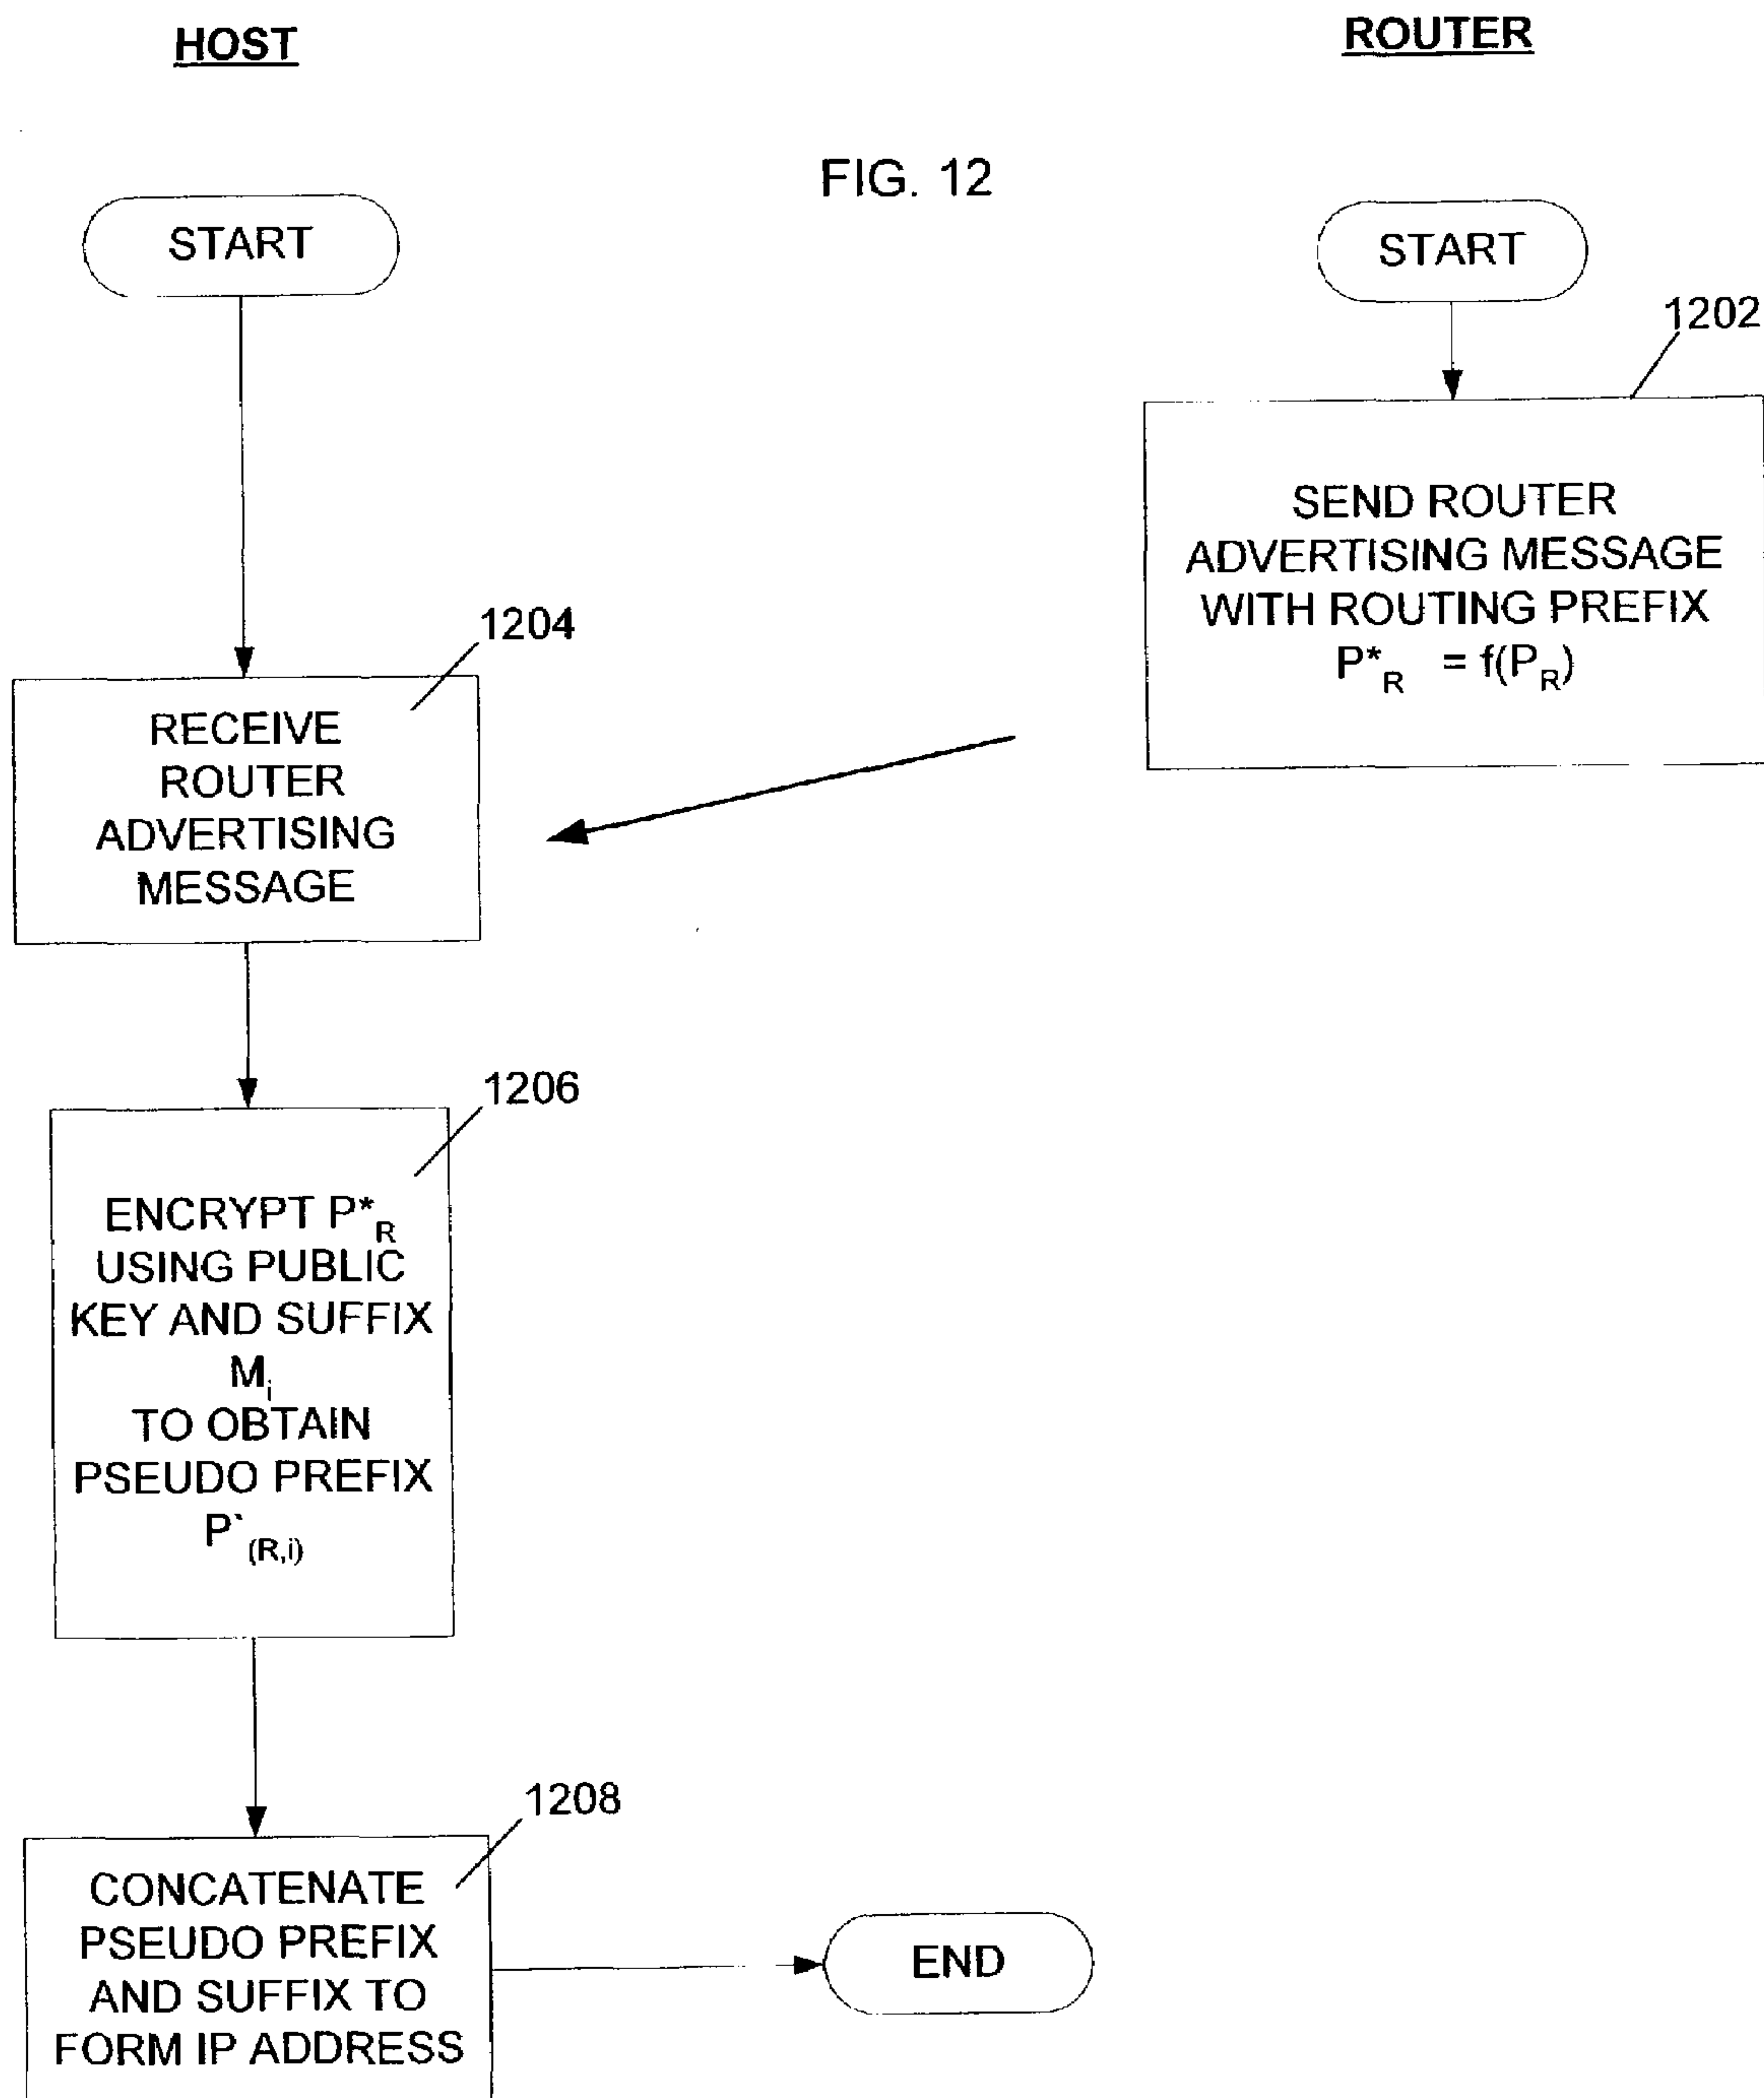 HOST
ROUTER
FIG. 12
START
START
1202
SEND ROUTER
ADVERTISING MESSAGE
WITH ROUTING PREFIX
P*R = f(PR)
1204
RECEIVE
ROUTER
ADVERTISING
MESSAGE
1206
ENCRYPT P*R
USING PUBLIC
KEY AND SUFFIX
Mi
TO OBTAIN
PSEUDO PREFIX
P`(R,i)
1208
CONCATENATE
PSEUDO PREFIX
AND SUFFIX TO
FORM IP ADDRESS
END